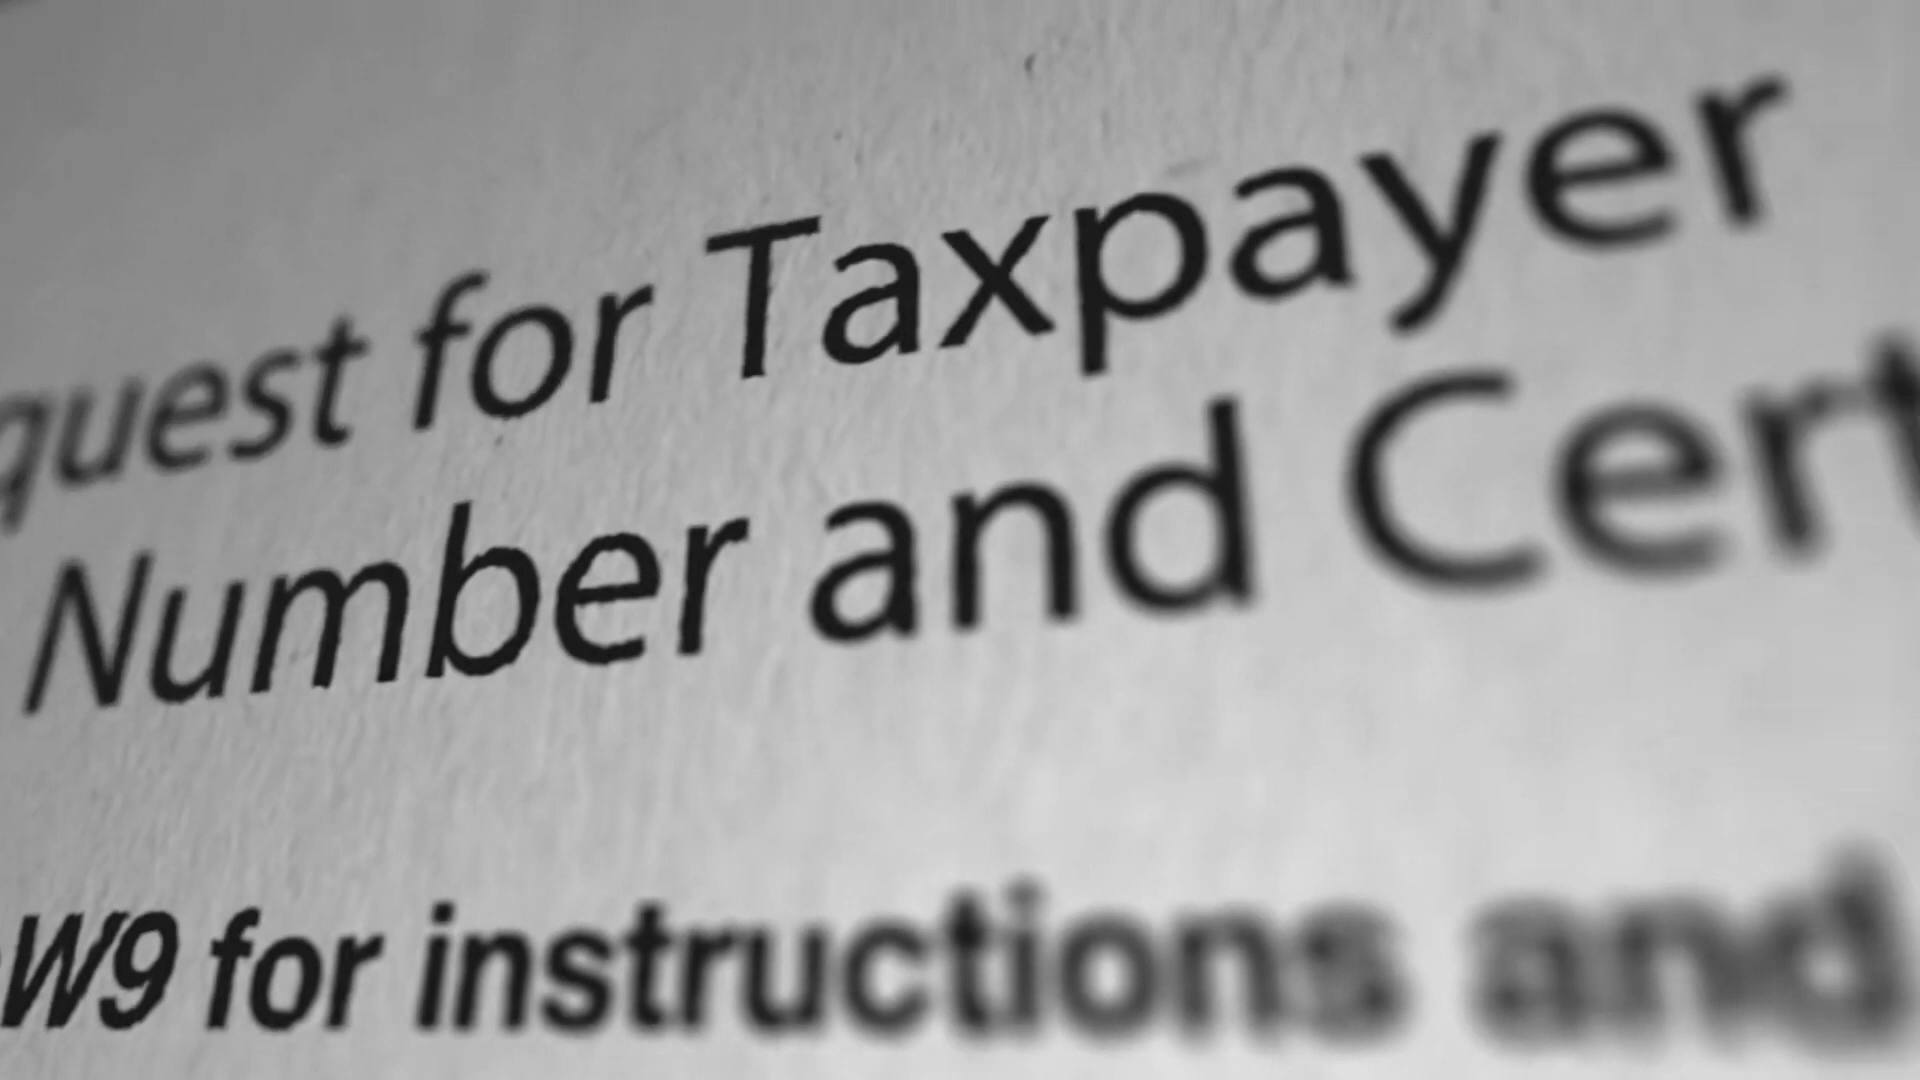 quest for Taxpayer
Number and Cert
W9 for instructions and